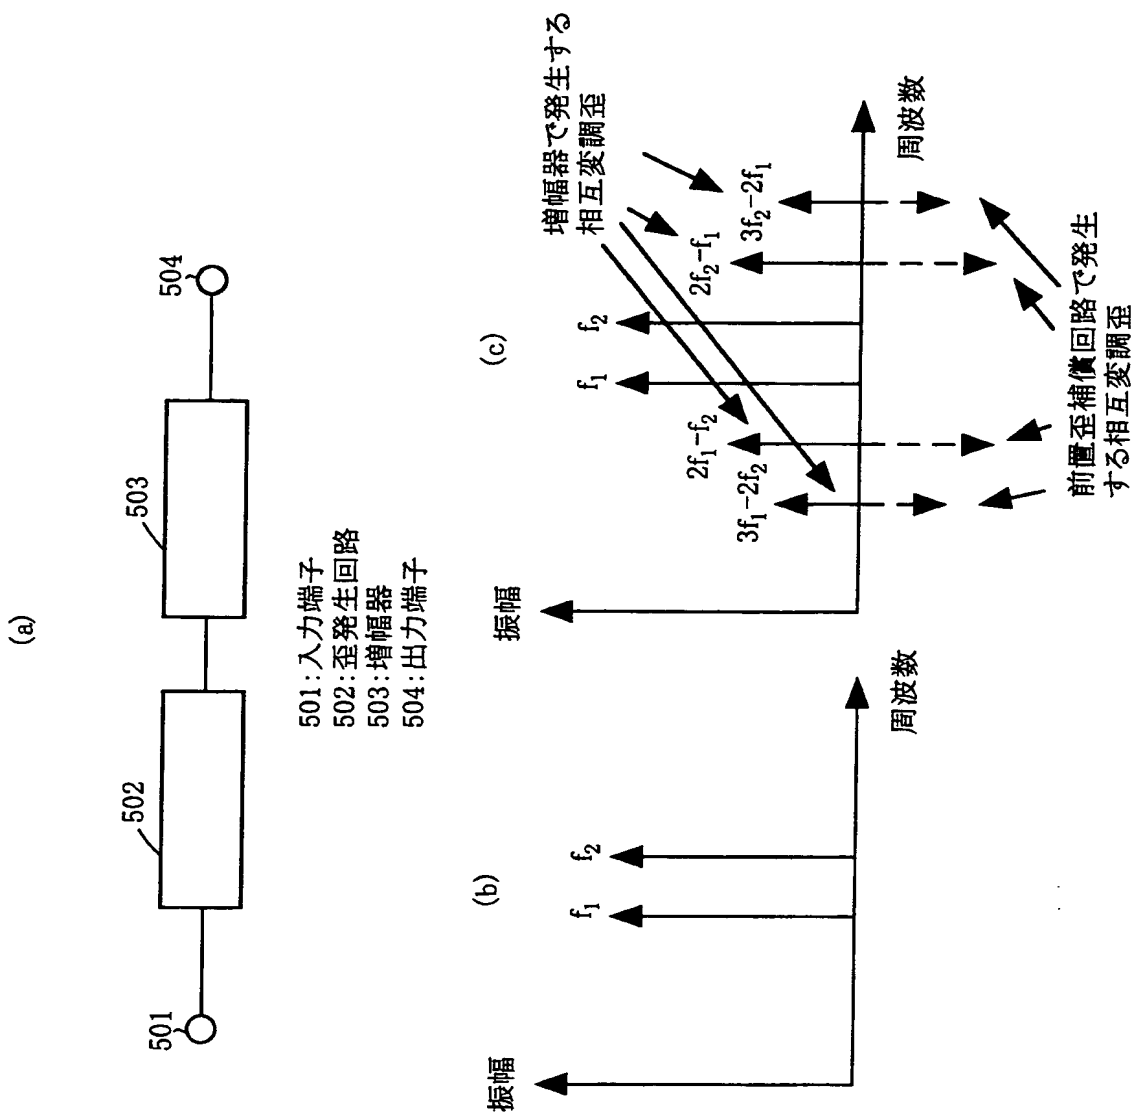 (a)
501
502
503
504
501:入力端子
502:歪発生回路
503:増幅器
504:出力端子
(b)
振幅
f₁
f₂
周波数
(c)
振幅
増幅器で発生する
相互変調歪
3f₁-2f₂
2f₁-f₂
f₁
f₂
2f₂-f₁
3f₂-2f₁
周波数
前置歪補償回路で発生
する相互変調歪